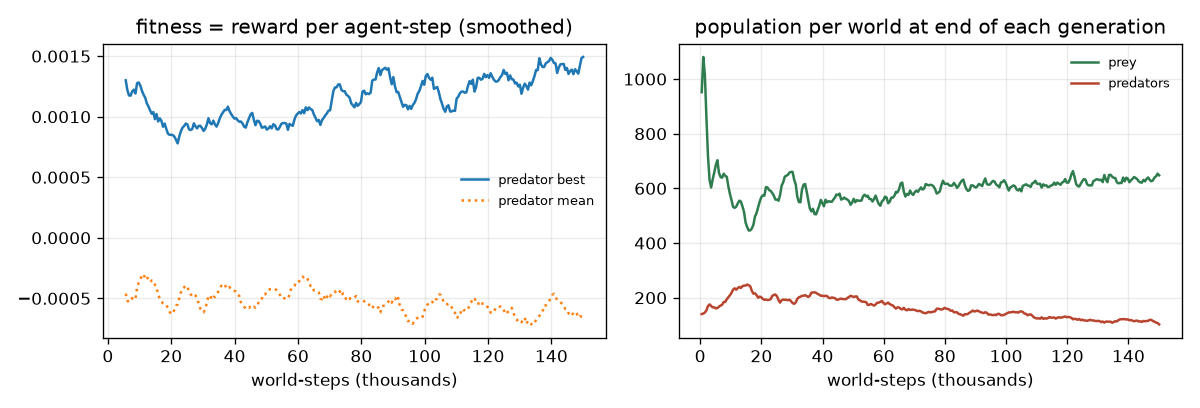 fitness = reward per agent-step (smoothed)
0.0015
0.0010
0.0005
0.0000
−0.0005
predator best
predator mean
0 20 40 60 80 100 120 140
world-steps (thousands)
population per world at end of each generation
1000
800
600
400
200
prey
predators
0 20 40 60 80 100 120 140
world-steps (thousands)